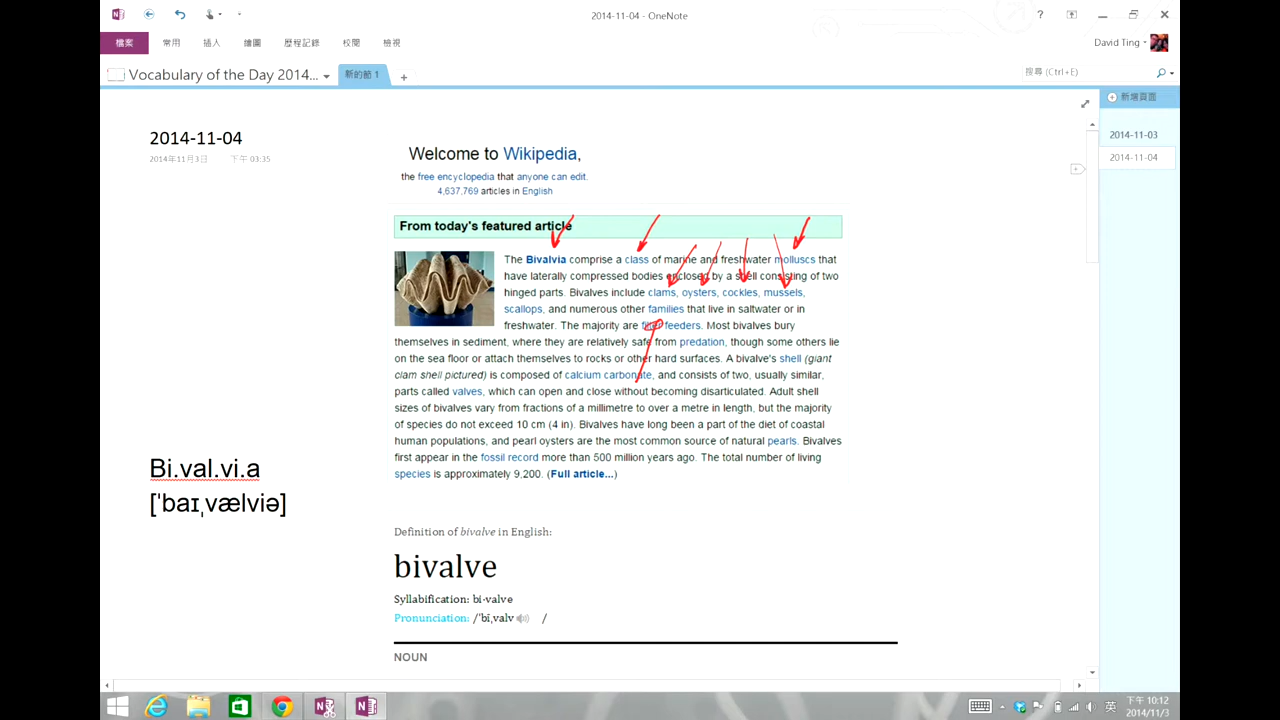 2014-11-04 - OneNote
?
檔案 常用 插入 繪圖 歷程記錄 校閱 檢視
David Ting
Vocabulary of the Day 2014... 新的節 1 +
搜尋 (Ctrl+E)
新增頁面
2014-11-03
2014-11-04
2014-11-04
2014年11月3日 下午 03:35
Welcome to Wikipedia,
the free encyclopedia that anyone can edit.
4,637,769 articles in English
From today's featured article
The Bivalvia comprise a class of marine and freshwater molluscs that
have laterally compressed bodies enclosed by a shell consisting of two
hinged parts. Bivalves include clams, oysters, cockles, mussels,
scallops, and numerous other families that live in saltwater or in
freshwater. The majority are filter feeders. Most bivalves bury
themselves in sediment, where they are relatively safe from predation, though some others lie
on the sea floor or attach themselves to rocks or other hard surfaces. A bivalve's shell (giant
clam shell pictured) is composed of calcium carbonate, and consists of two, usually similar,
parts called valves, which can open and close without becoming disarticulated. Adult shell
sizes of bivalves vary from fractions of a millimetre to over a metre in length, but the majority
of species do not exceed 10 cm (4 in). Bivalves have long been a part of the diet of coastal
human populations, and pearl oysters are the most common source of natural pearls. Bivalves
first appear in the fossil record more than 500 million years ago. The total number of living
species is approximately 9,200. (Full article...)
Bi.val.vi.a
[ˈbaɪˌvælviə]
Definition of bivalve in English:
bivalve
Syllabification: bi·valve
Pronunciation: /ˈbīˌvalv /
NOUN
英
下午 10:12
2014/11/3